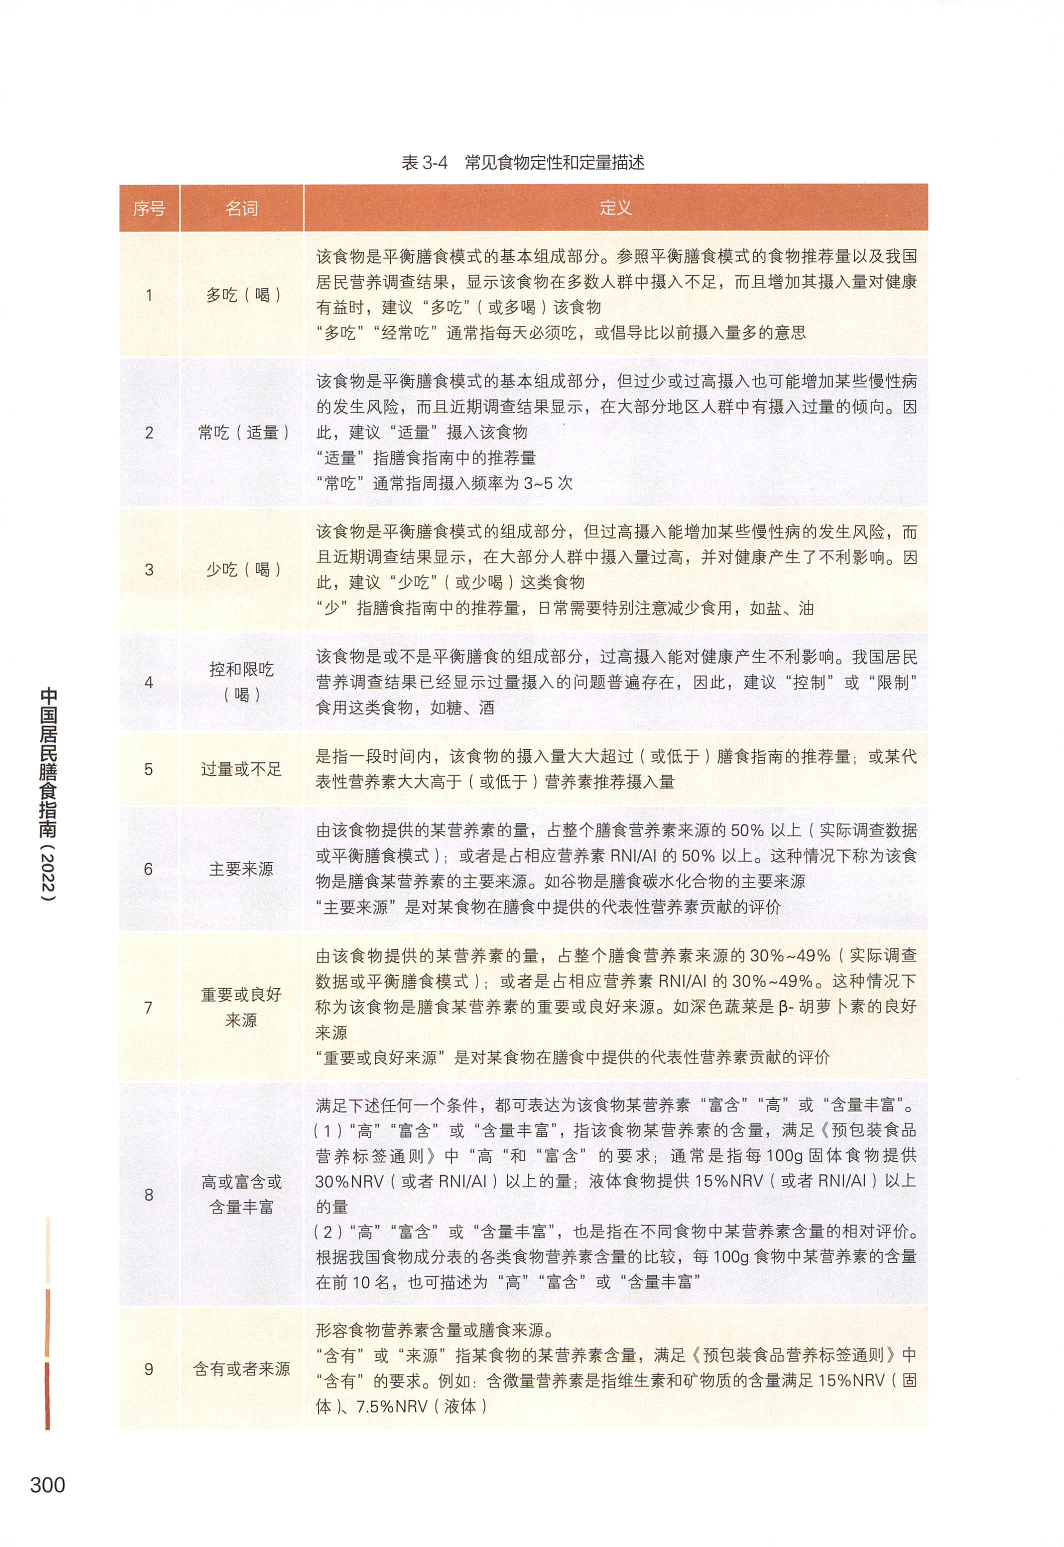 表 3-4 常见食物定性和定量描述
序号 名词 定义
1 多吃（喝）
该食物是平衡膳食模式的基本组成部分。参照平衡膳食模式的食物推荐量以及我国
居民营养调查结果，显示该食物在多数人群中摄入不足，而且增加其摄入量对健康
有益时，建议“多吃”（或多喝）该食物
“多吃”“经常吃”通常指每天必须吃，或倡导比以前摄入量多的意思
2 常吃（适量）
该食物是平衡膳食模式的基本组成部分，但过少或过高摄入也可能增加某些慢性病
的发生风险，而且近期调查结果显示，在大部分地区人群中有摄入过量的倾向。因
此，建议“适量”摄入该食物
“适量”指膳食指南中的推荐量
“常吃”通常指周摄入频率为 3~5 次
3 少吃（喝）
该食物是平衡膳食模式的组成部分，但过高摄入能增加某些慢性病的发生风险，而
且近期调查结果显示，在大部分人群中摄入量过高，并对健康产生了不利影响。因
此，建议“少吃”（或少喝）这类食物
“少”指膳食指南中的推荐量，日常需要特别注意减少食用，如盐、油
4 控和限吃
（喝）
该食物是或不是平衡膳食的组成部分，过高摄入能对健康产生不利影响。我国居民
营养调查结果已经显示过量摄入的问题普遍存在，因此，建议“控制”或“限制”
食用这类食物，如糖、酒
5 过量或不足
是指一段时间内，该食物的摄入量大大超过（或低于）膳食指南的推荐量；或某代
表性营养素大大高于（或低于）营养素推荐摄入量
6 主要来源
由该食物提供的某营养素的量，占整个膳食营养素来源的 50% 以上（实际调查数据
或平衡膳食模式）；或者是占相应营养素 RNI/AI 的 50% 以上。这种情况下称为该食
物是膳食某营养素的主要来源。如谷物是膳食碳水化合物的主要来源
“主要来源”是对某食物在膳食中提供的代表性营养素贡献的评价
7 重要或良好
来源
由该食物提供的某营养素的量，占整个膳食营养素来源的 30%~49%（实际调查
数据或平衡膳食模式）；或者是占相应营养素 RNI/AI 的 30%~49%。这种情况下
称为该食物是膳食某营养素的重要或良好来源。如深色蔬菜是 β- 胡萝卜素的良好
来源
“重要或良好来源”是对某食物在膳食中提供的代表性营养素贡献的评价
8 高或富含或
含量丰富
满足下述任何一个条件，都可表达为该食物某营养素“富含”“高”或“含量丰富”。
（1）“高”“富含”或“含量丰富”，指该食物某营养素的含量，满足《预包装食品
营养标签通则》中“高“和“富含”的要求；通常是指每 100g 固体食物提供
30%NRV（或者 RNI/AI）以上的量；液体食物提供 15%NRV（或者 RNI/AI）以上
的量
（2）“高”“富含”或“含量丰富”，也是指在不同食物中某营养素含量的相对评价。
根据我国食物成分表的各类食物营养素含量的比较，每 100g 食物中某营养素的含量
在前 10 名，也可描述为“高”“富含”或“含量丰富”
9 含有或者来源
形容食物营养素含量或膳食来源。
“含有”或“来源”指某食物的某营养素含量，满足《预包装食品营养标签通则》中
“含有”的要求。例如：含微量营养素是指维生素和矿物质的含量满足 15%NRV（固
体）、7.5%NRV（液体）
中国居民膳食指南（2022）
300